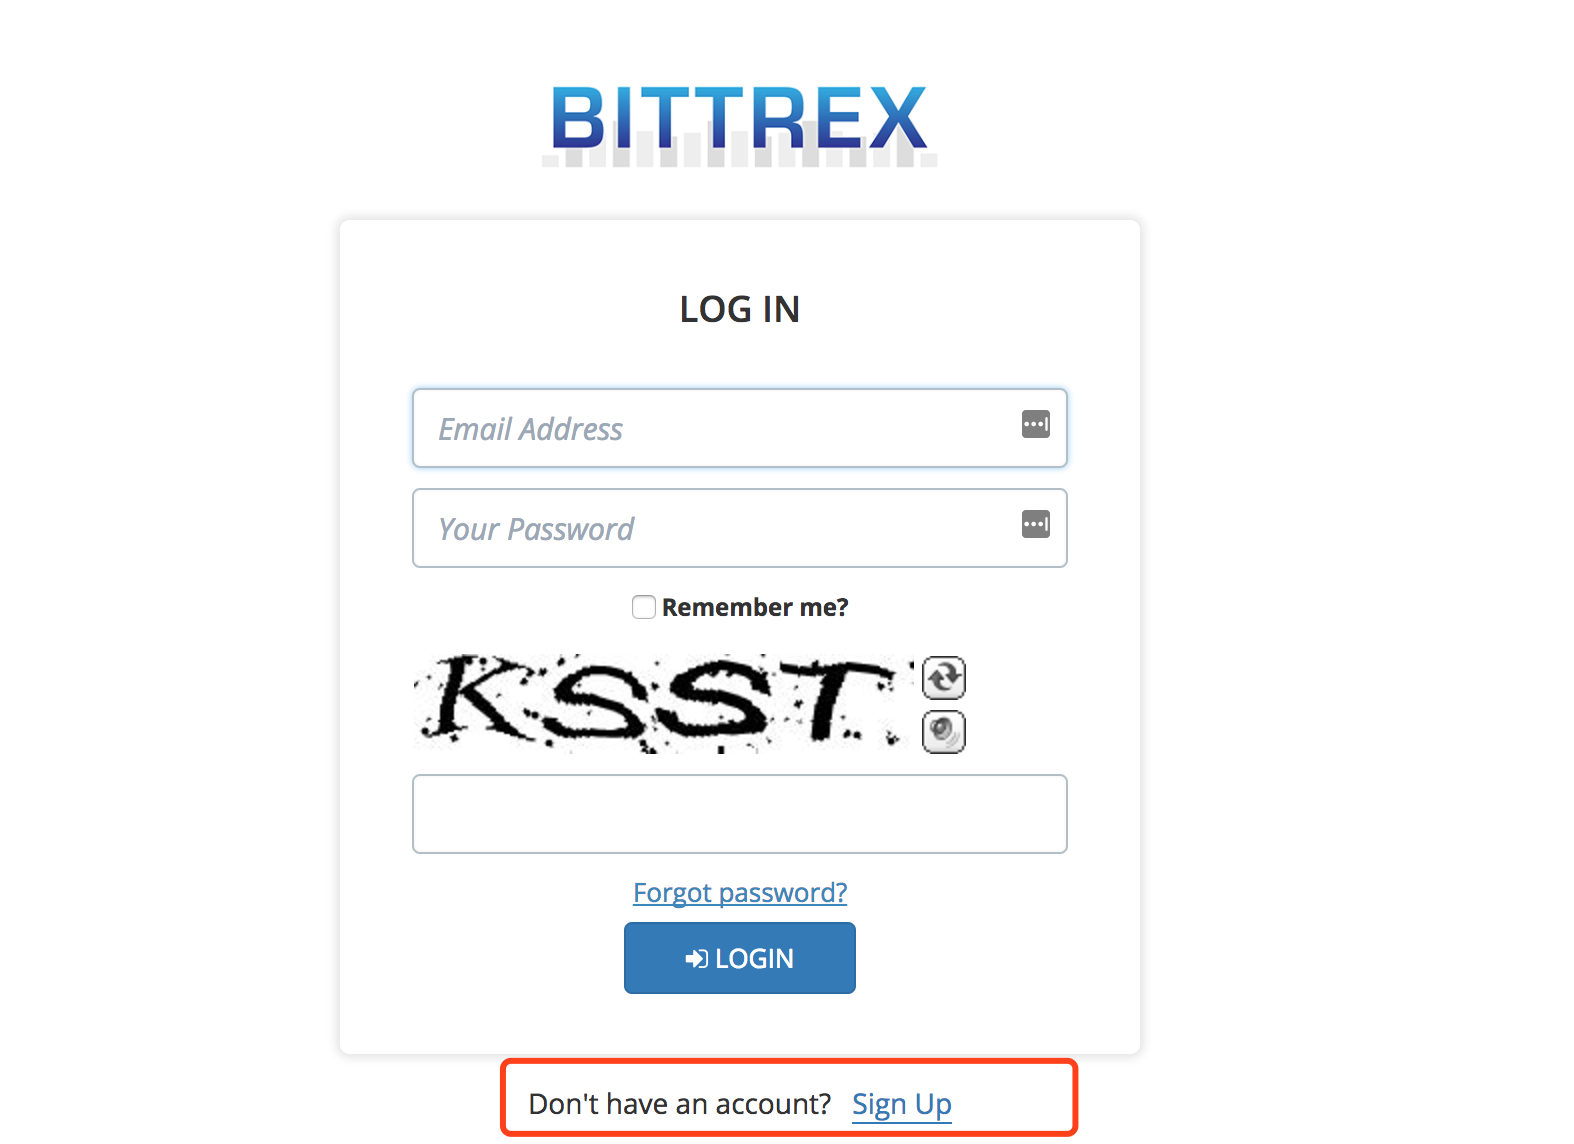 BITTREX
LOG IN
Email Address
Your Password
Remember me?
KSST
Forgot password?
LOGIN
Don't have an account? Sign Up